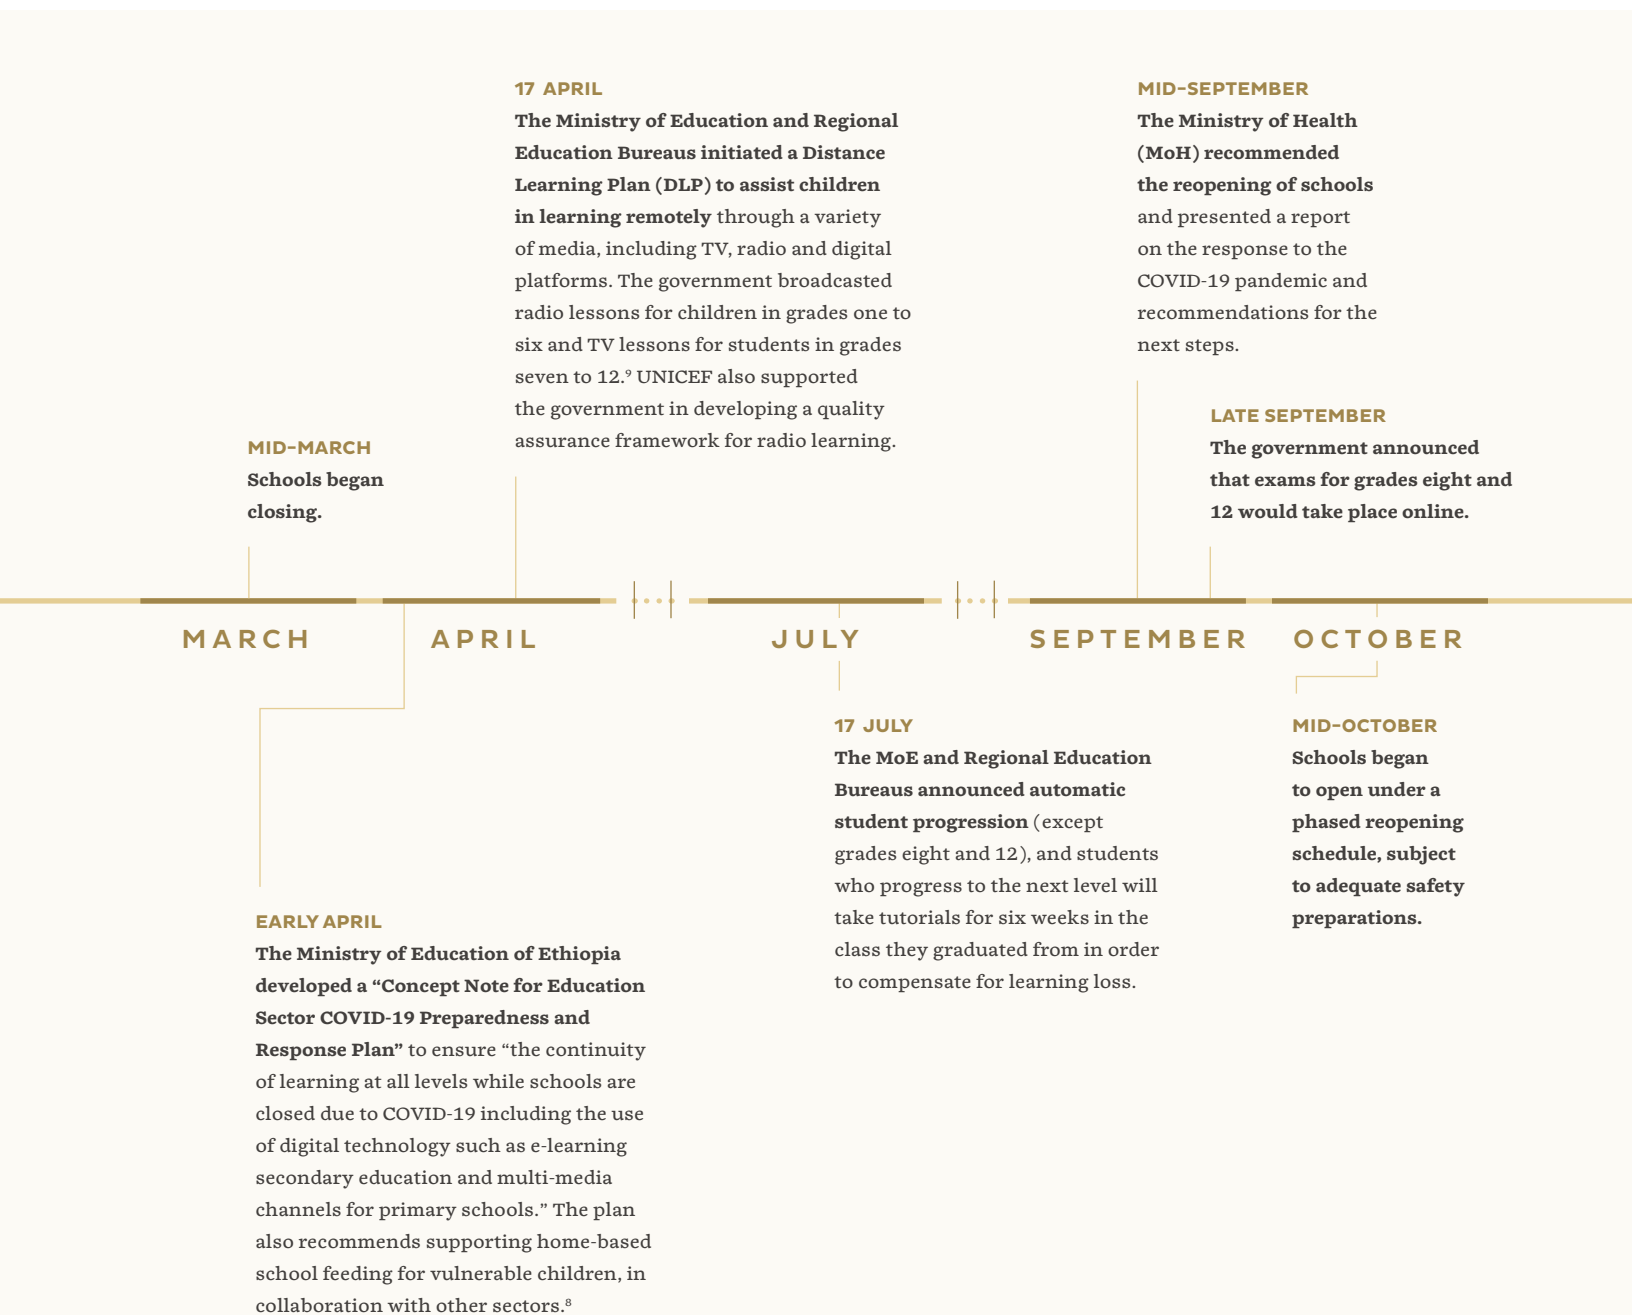 17 APRIL
The Ministry of Education and Regional
Education Bureaus initiated a Distance
Learning Plan (DLP) to assist children
in learning remotely through a variety
of media, including TV, radio and digital
platforms. The government broadcasted
radio lessons for children in grades one to
six and TV lessons for students in grades
seven to 12.⁹ UNICEF also supported
the government in developing a quality
assurance framework for radio learning.
MID-SEPTEMBER
The Ministry of Health
(MoH) recommended
the reopening of schools
and presented a report
on the response to the
COVID-19 pandemic and
recommendations for the
next steps.
MID-MARCH
Schools began
closing.
LATE SEPTEMBER
The government announced
that exams for grades eight and
12 would take place online.
MARCH
APRIL
JULY
SEPTEMBER
OCTOBER
EARLY APRIL
The Ministry of Education of Ethiopia
developed a “Concept Note for Education
Sector COVID-19 Preparedness and
Response Plan” to ensure “the continuity
of learning at all levels while schools are
closed due to COVID-19 including the use
of digital technology such as e-learning
secondary education and multi-media
channels for primary schools.” The plan
also recommends supporting home-based
school feeding for vulnerable children, in
collaboration with other sectors.⁸
17 JULY
The MoE and Regional Education
Bureaus announced automatic
student progression (except
grades eight and 12), and students
who progress to the next level will
take tutorials for six weeks in the
class they graduated from in order
to compensate for learning loss.
MID-OCTOBER
Schools began
to open under a
phased reopening
schedule, subject
to adequate safety
preparations.